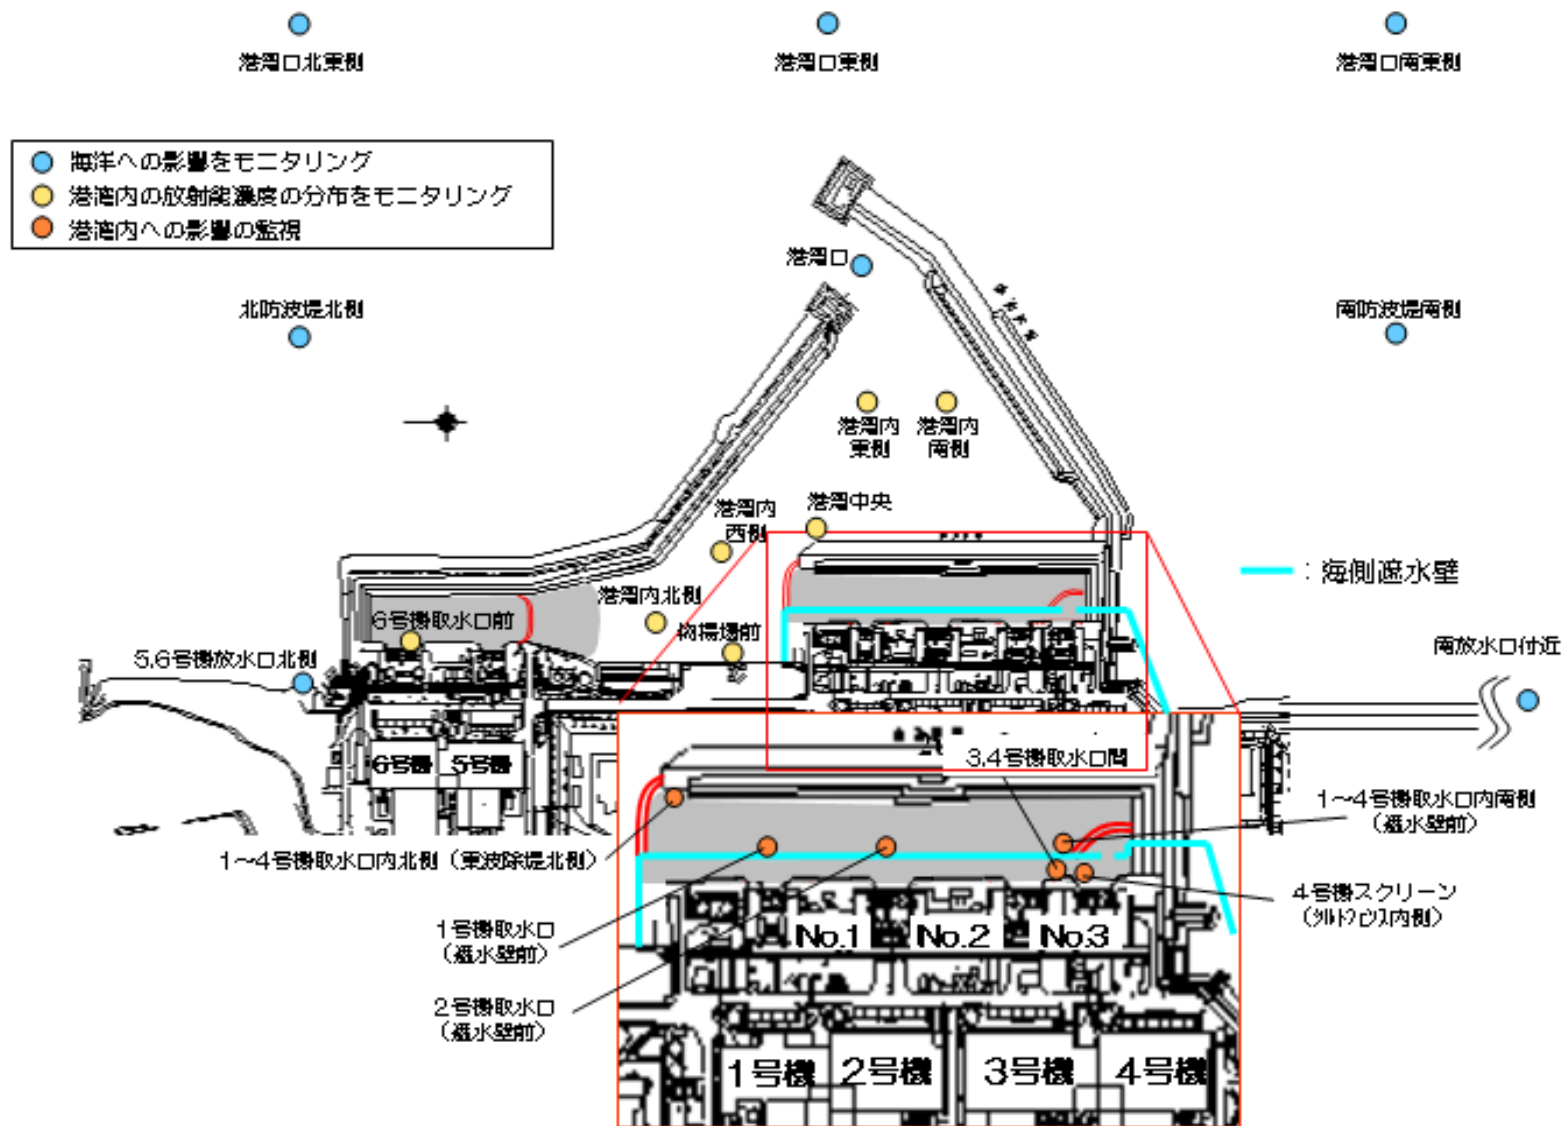 港湾口北東側
港湾口東側
港湾口南東側
海洋への影響をモニタリング
港湾内の放射能濃度の分布をモニタリング
港湾内への影響の監視
港湾口
北防波堤北側
南防波堤南側
港湾内
東側
港湾内
南側
港湾内
西側
港湾中央
：海側遮水壁
港湾内北側
6号機取水口前
物揚場前
5,6号機放水口北側
南放水口付近
6号機
5号機
3,4号機取水口間
1～4号機取水口内南側
（遮水壁前）
1～4号機取水口内北側（東波除堤北側）
4号機スクリーン
（シルトフェンス内側）
1号機取水口
（遮水壁前）
No.1
No.2
No.3
2号機取水口
（遮水壁前）
1号機
2号機
3号機
4号機